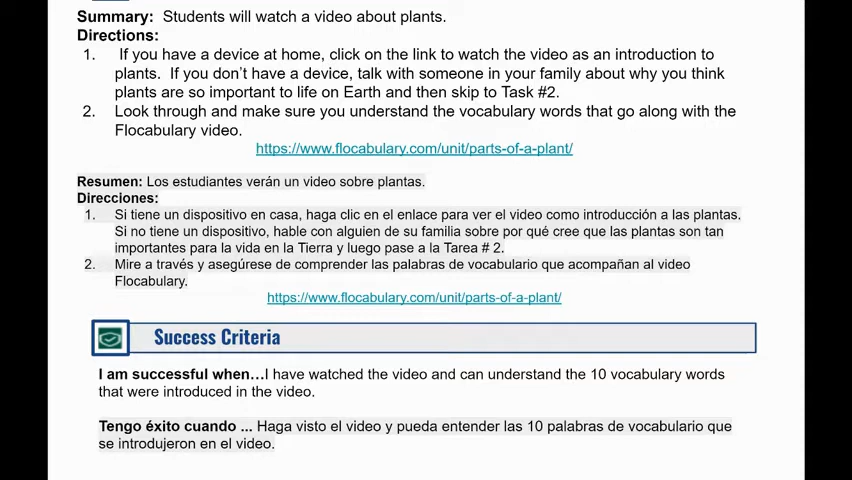 Summary: Students will watch a video about plants.
Directions:
1. If you have a device at home, click on the link to watch the video as an introduction to
plants. If you don't have a device, talk with someone in your family about why you think
plants are so important to life on Earth and then skip to Task #2.
2. Look through and make sure you understand the vocabulary words that go along with the
Flocabulary video.
https://www.flocabulary.com/unit/parts-of-a-plant/
Resumen: Los estudiantes verán un video sobre plantas.
Direcciones:
1. Si tiene un dispositivo en casa, haga clic en el enlace para ver el video como introducción a las plantas.
Si no tiene un dispositivo, hable con alguien de su familia sobre por qué cree que las plantas son tan
importantes para la vida en la Tierra y luego pase a la Tarea # 2.
2. Mire a través y asegúrese de comprender las palabras de vocabulario que acompañan al video
Flocabulary.
https://www.flocabulary.com/unit/parts-of-a-plant/
Success Criteria
I am successful when…I have watched the video and can understand the 10 vocabulary words
that were introduced in the video.
Tengo éxito cuando ... Haga visto el video y pueda entender las 10 palabras de vocabulario que
se introdujeron en el video.